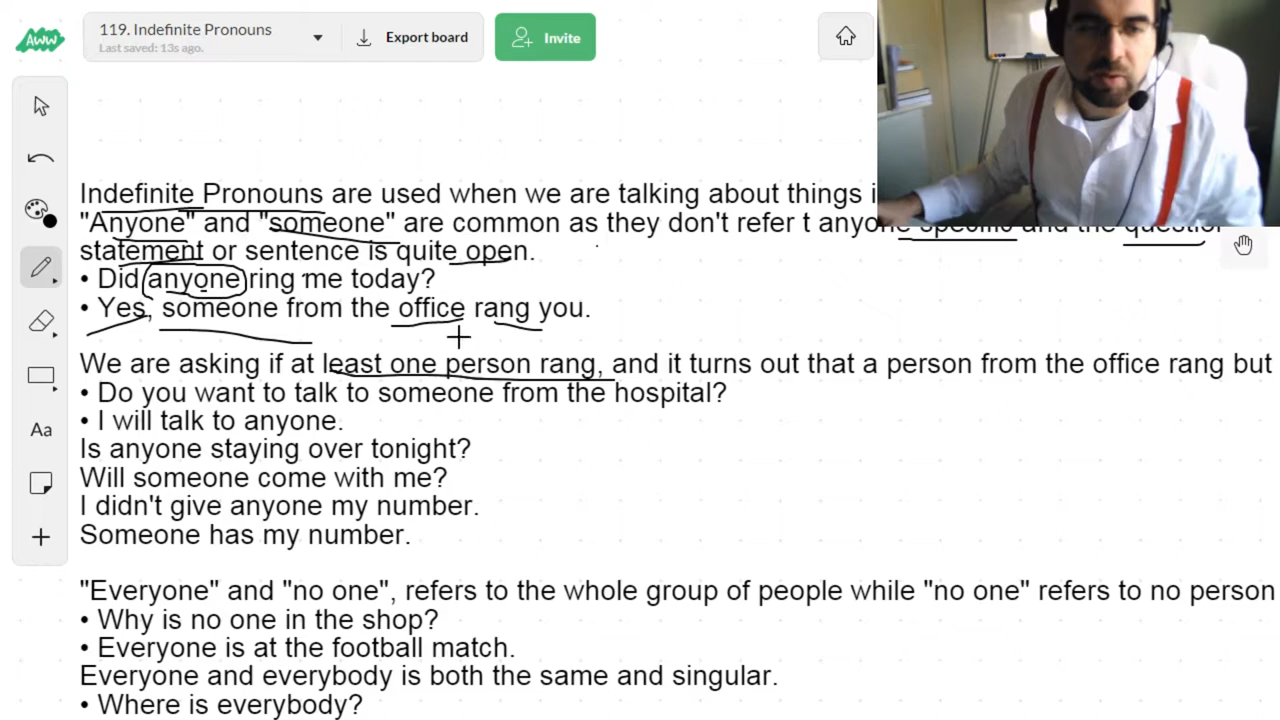 AWW
119. Indefinite Pronouns
Last saved: 13s ago.
Export board
Invite
Indefinite Pronouns are used when we are talking about things i
"Anyone" and "someone" are common as they don't refer t anyone specific and the question
statement or sentence is quite open.
• Did anyone ring me today?
• Yes, someone from the office rang you.
We are asking if at least one person rang, and it turns out that a person from the office rang but
• Do you want to talk to someone from the hospital?
• I will talk to anyone.
Is anyone staying over tonight?
Will someone come with me?
I didn't give anyone my number.
Someone has my number.
"Everyone" and "no one", refers to the whole group of people while "no one" refers to no person
• Why is no one in the shop?
• Everyone is at the football match.
Everyone and everybody is both the same and singular.
• Where is everybody?
Aa